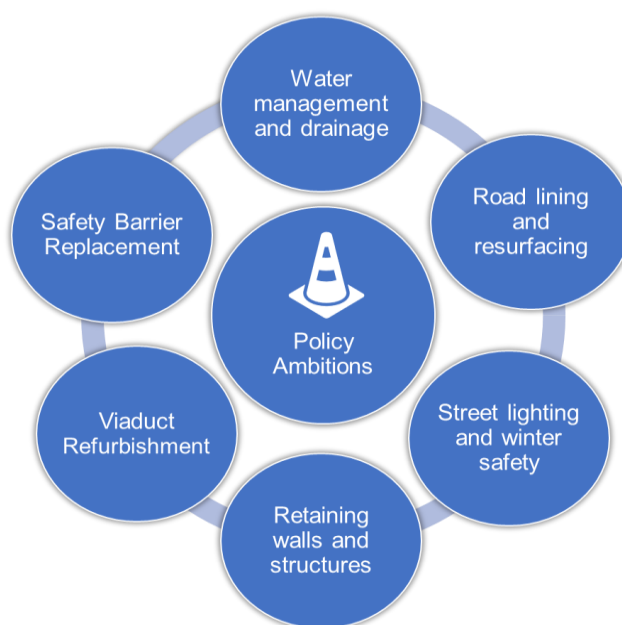 Water
management
and drainage
Road lining
and
resurfacing
Street lighting
and winter
safety
Retaining
walls and
structures
Viaduct
Refurbishment
Safety Barrier
Replacement
Policy
Ambitions